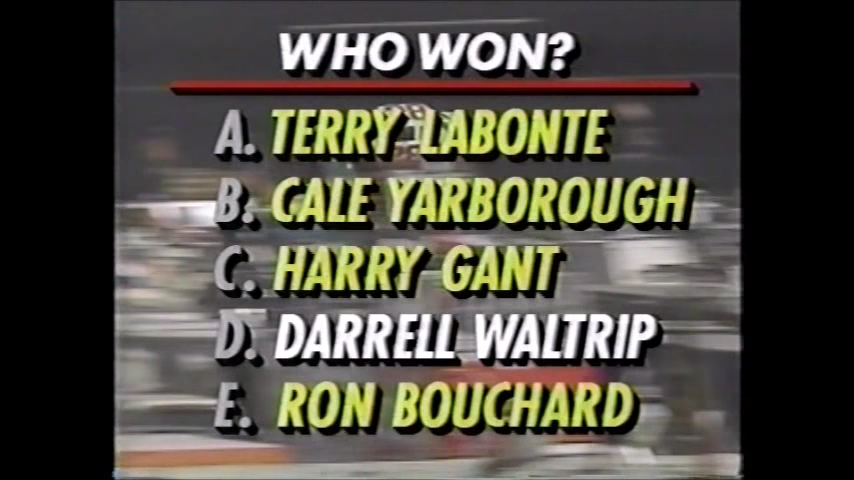 WHO WON?
A. TERRY LABONTE
B. CALE YARBOROUGH
C. HARRY GANT
D. DARRELL WALTRIP
E. RON BOUCHARD